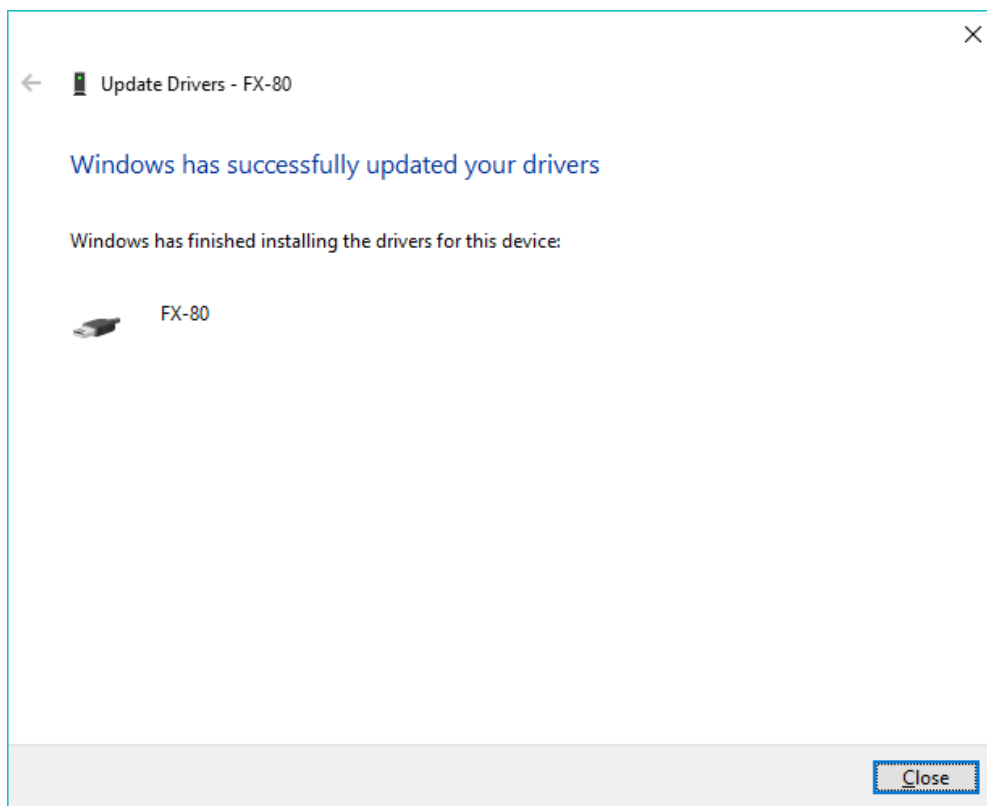 Update Drivers - FX-80
Windows has successfully updated your drivers
Windows has finished installing the drivers for this device:
FX-80
Close